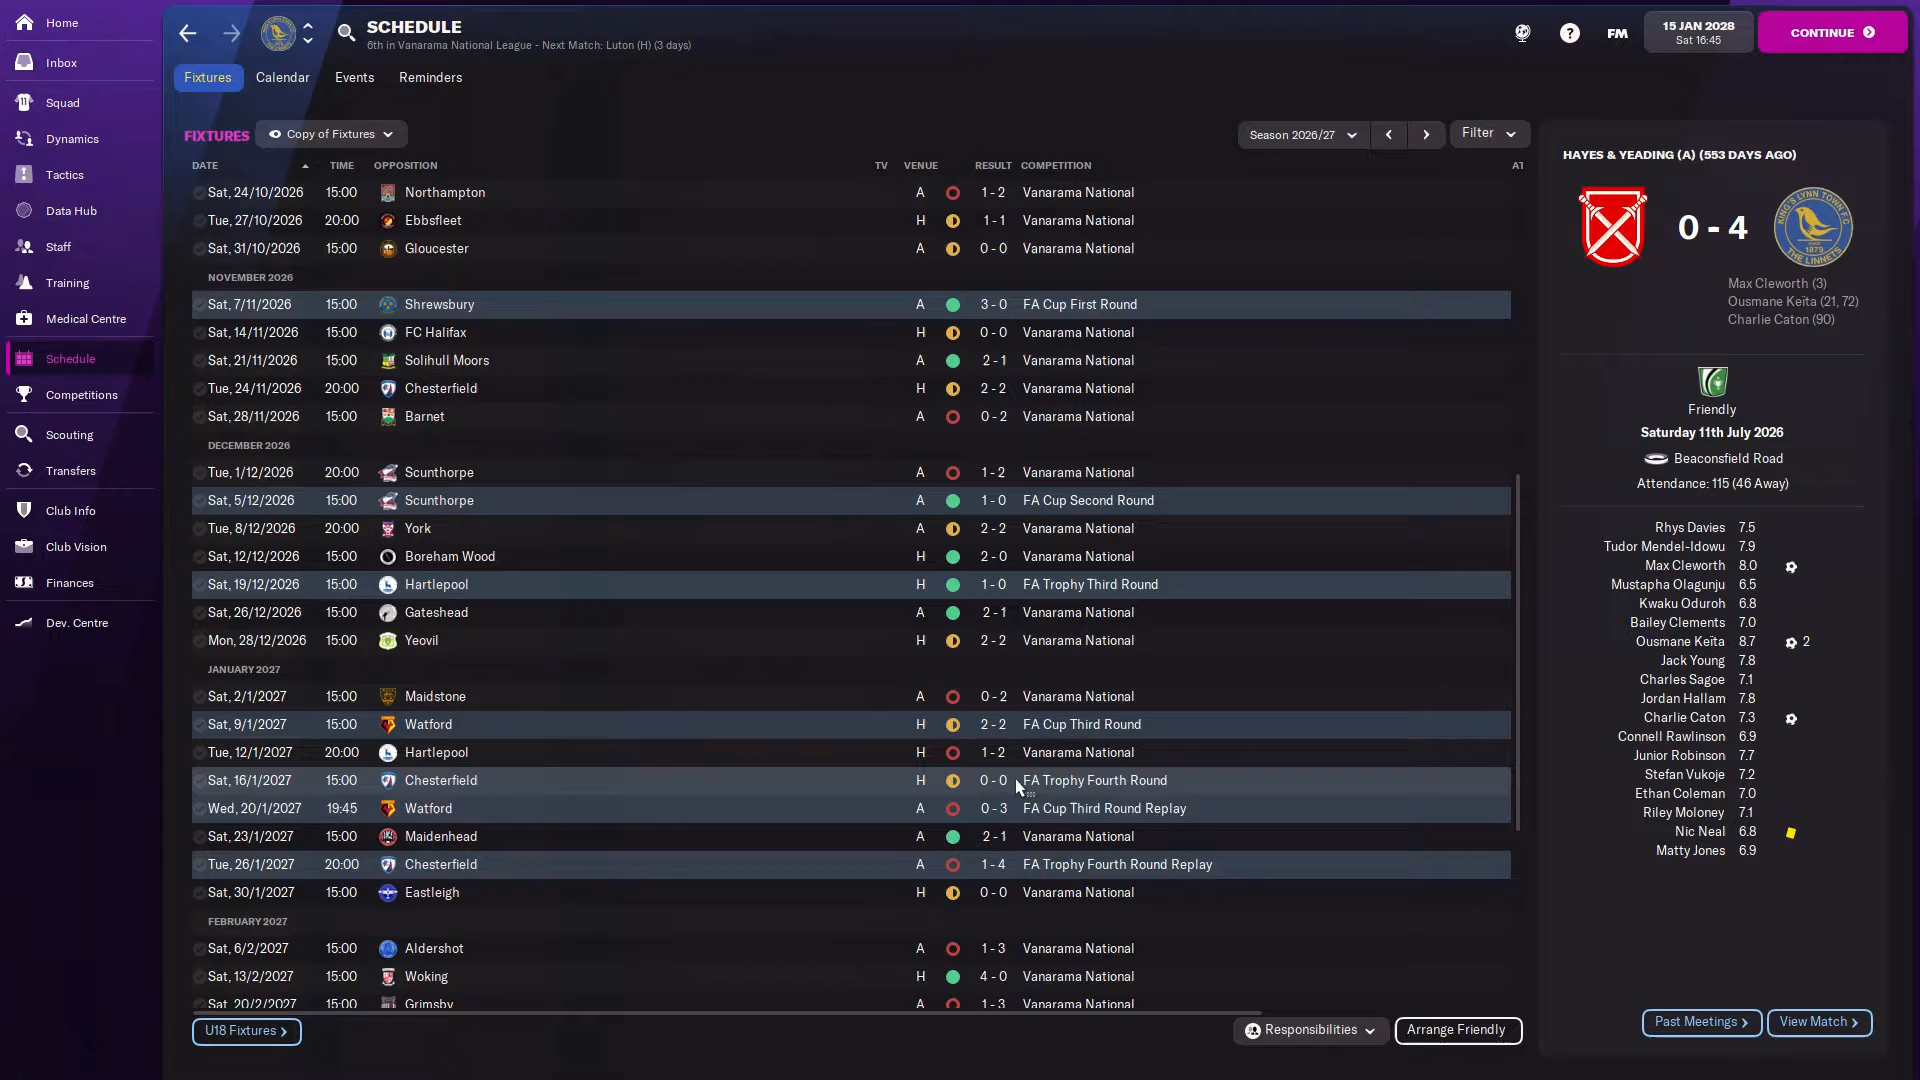 Home
Inbox
Squad
Dynamics
Tactics
Data Hub
Staff
Training
Medical Centre
Schedule
Competitions
Scouting
Transfers
Club Info
Club Vision
Finances
Dev. Centre
SCHEDULE
6th in Vanarama National League - Next Match: Luton (H) (3 days)
FM
15 JAN 2028
Sat 16:45
CONTINUE
Fixtures Calendar Events Reminders
FIXTURES Copy of Fixtures Season 2026/27 Filter
DATE TIME OPPOSITION TV VENUE RESULT COMPETITION AT
Sat, 24/10/2026 15:00 Northampton A 1 - 2 Vanarama National
Tue, 27/10/2026 20:00 Ebbsfleet H 1 - 1 Vanarama National
Sat, 31/10/2026 15:00 Gloucester A 0 - 0 Vanarama National
NOVEMBER 2026
Sat, 7/11/2026 15:00 Shrewsbury A 3 - 0 FA Cup First Round
Sat, 14/11/2026 15:00 FC Halifax H 0 - 0 Vanarama National
Sat, 21/11/2026 15:00 Solihull Moors A 2 - 1 Vanarama National
Tue, 24/11/2026 20:00 Chesterfield H 2 - 2 Vanarama National
Sat, 28/11/2026 15:00 Barnet A 0 - 2 Vanarama National
DECEMBER 2026
Tue, 1/12/2026 20:00 Scunthorpe A 1 - 2 Vanarama National
Sat, 5/12/2026 15:00 Scunthorpe A 1 - 0 FA Cup Second Round
Tue, 8/12/2026 20:00 York A 2 - 2 Vanarama National
Sat, 12/12/2026 15:00 Boreham Wood H 2 - 0 Vanarama National
Sat, 19/12/2026 15:00 Hartlepool H 1 - 0 FA Trophy Third Round
Sat, 26/12/2026 15:00 Gateshead A 2 - 1 Vanarama National
Mon, 28/12/2026 15:00 Yeovil H 2 - 2 Vanarama National
JANUARY 2027
Sat, 2/1/2027 15:00 Maidstone A 0 - 2 Vanarama National
Sat, 9/1/2027 15:00 Watford H 2 - 2 FA Cup Third Round
Tue, 12/1/2027 20:00 Hartlepool H 1 - 2 Vanarama National
Sat, 16/1/2027 15:00 Chesterfield H 0 - 0 FA Trophy Fourth Round
Wed, 20/1/2027 19:45 Watford A 0 - 3 FA Cup Third Round Replay
Sat, 23/1/2027 15:00 Maidenhead A 2 - 1 Vanarama National
Tue, 26/1/2027 20:00 Chesterfield A 1 - 4 FA Trophy Fourth Round Replay
Sat, 30/1/2027 15:00 Eastleigh H 0 - 0 Vanarama National
FEBRUARY 2027
Sat, 6/2/2027 15:00 Aldershot A 1 - 3 Vanarama National
Sat, 13/2/2027 15:00 Woking H 4 - 0 Vanarama National
Sat, 20/2/2027 15:00 Grimsby A 1 - 3 Vanarama National
U18 Fixtures Responsibilities Arrange Friendly
HAYES & YEADING (A) (553 DAYS AGO)
0 - 4
KING'S LYNN TOWN F.C.
1879
THE LINNETS
Max Cleworth (3)
Ousmane Keïta (21, 72)
Charlie Caton (90)
Friendly
Saturday 11th July 2026
Beaconsfield Road
Attendance: 115 (46 Away)
Rhys Davies 7.5
Tudor Mendel-Idowu 7.9
Max Cleworth 8.0
Mustapha Olagunju 6.5
Kwaku Oduroh 6.8
Bailey Clements 7.0
Ousmane Keïta 8.7 2
Jack Young 7.8
Charles Sagoe 7.1
Jordan Hallam 7.8
Charlie Caton 7.3
Connell Rawlinson 6.9
Junior Robinson 7.7
Stefan Vukoje 7.2
Ethan Coleman 7.0
Riley Moloney 7.1
Nic Neal 6.8
Matty Jones 6.9
Past Meetings View Match